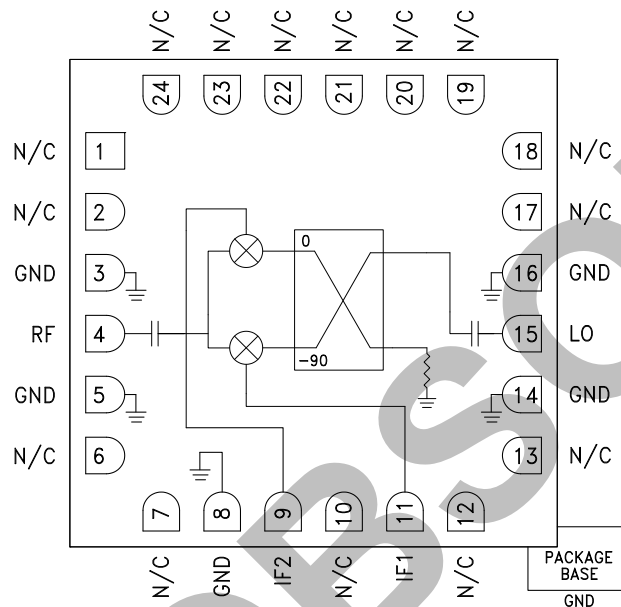 N/C N/C N/C N/C N/C N/C
24 23 22 21 20 19
N/C 1 18 N/C
N/C 2 17 N/C
0
GND 3 16 GND
RF 4 15 LO
-90
GND 5 14 GND
N/C 6 13 N/C
7 8 9 10 11 12
N/C GND IF2 N/C IF1 N/C
PACKAGE
BASE
GND